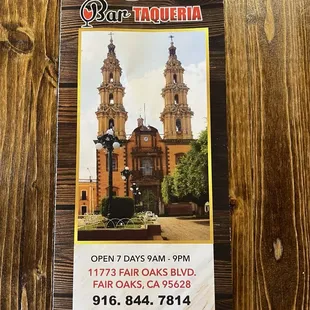 Bar TAQUERIA
OPEN 7 DAYS 9AM - 9PM
11773 FAIR OAKS BLVD.
FAIR OAKS, CA 95628
916. 844. 7814